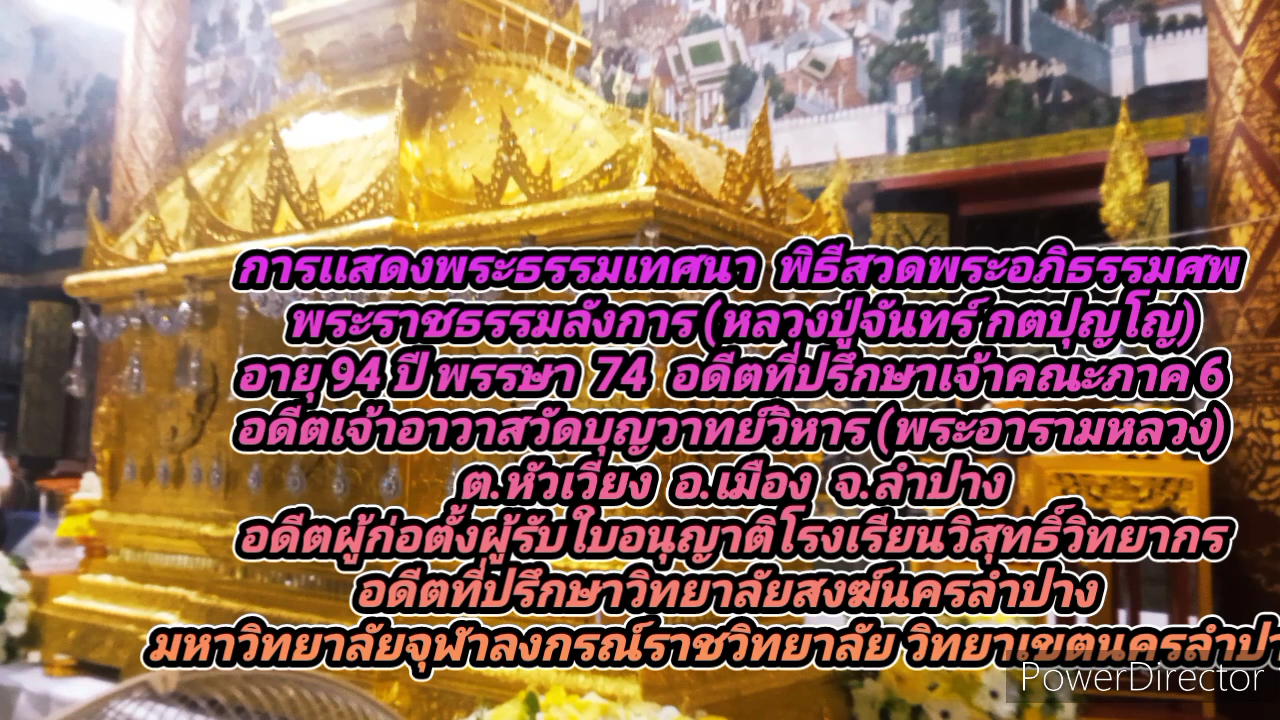 การแสดงพระธรรมเทศนา พิธีสวดพระอภิธรรมศพ
พระราชธรรมลังการ (หลวงปู่จันทร์ กตปุญโญ)
อายุ 94 ปี พรรษา 74 อดีตที่ปรึกษาเจ้าคณะภาค 6
อดีตเจ้าอาวาสวัดบุญวาทย์วิหาร (พระอารามหลวง)
ต.หัวเวียง อ.เมือง จ.ลำปาง
อดีตผู้ก่อตั้งผู้รับใบอนุญาติโรงเรียนวิสุทธิ์วิทยากร
อดีตที่ปรึกษาวิทยาลัยสงฆ์นครลำปาง
มหาวิทยาลัยจุฬาลงกรณ์ราชวิทยาลัย วิทยาเขตนครลำปา
PowerDirector